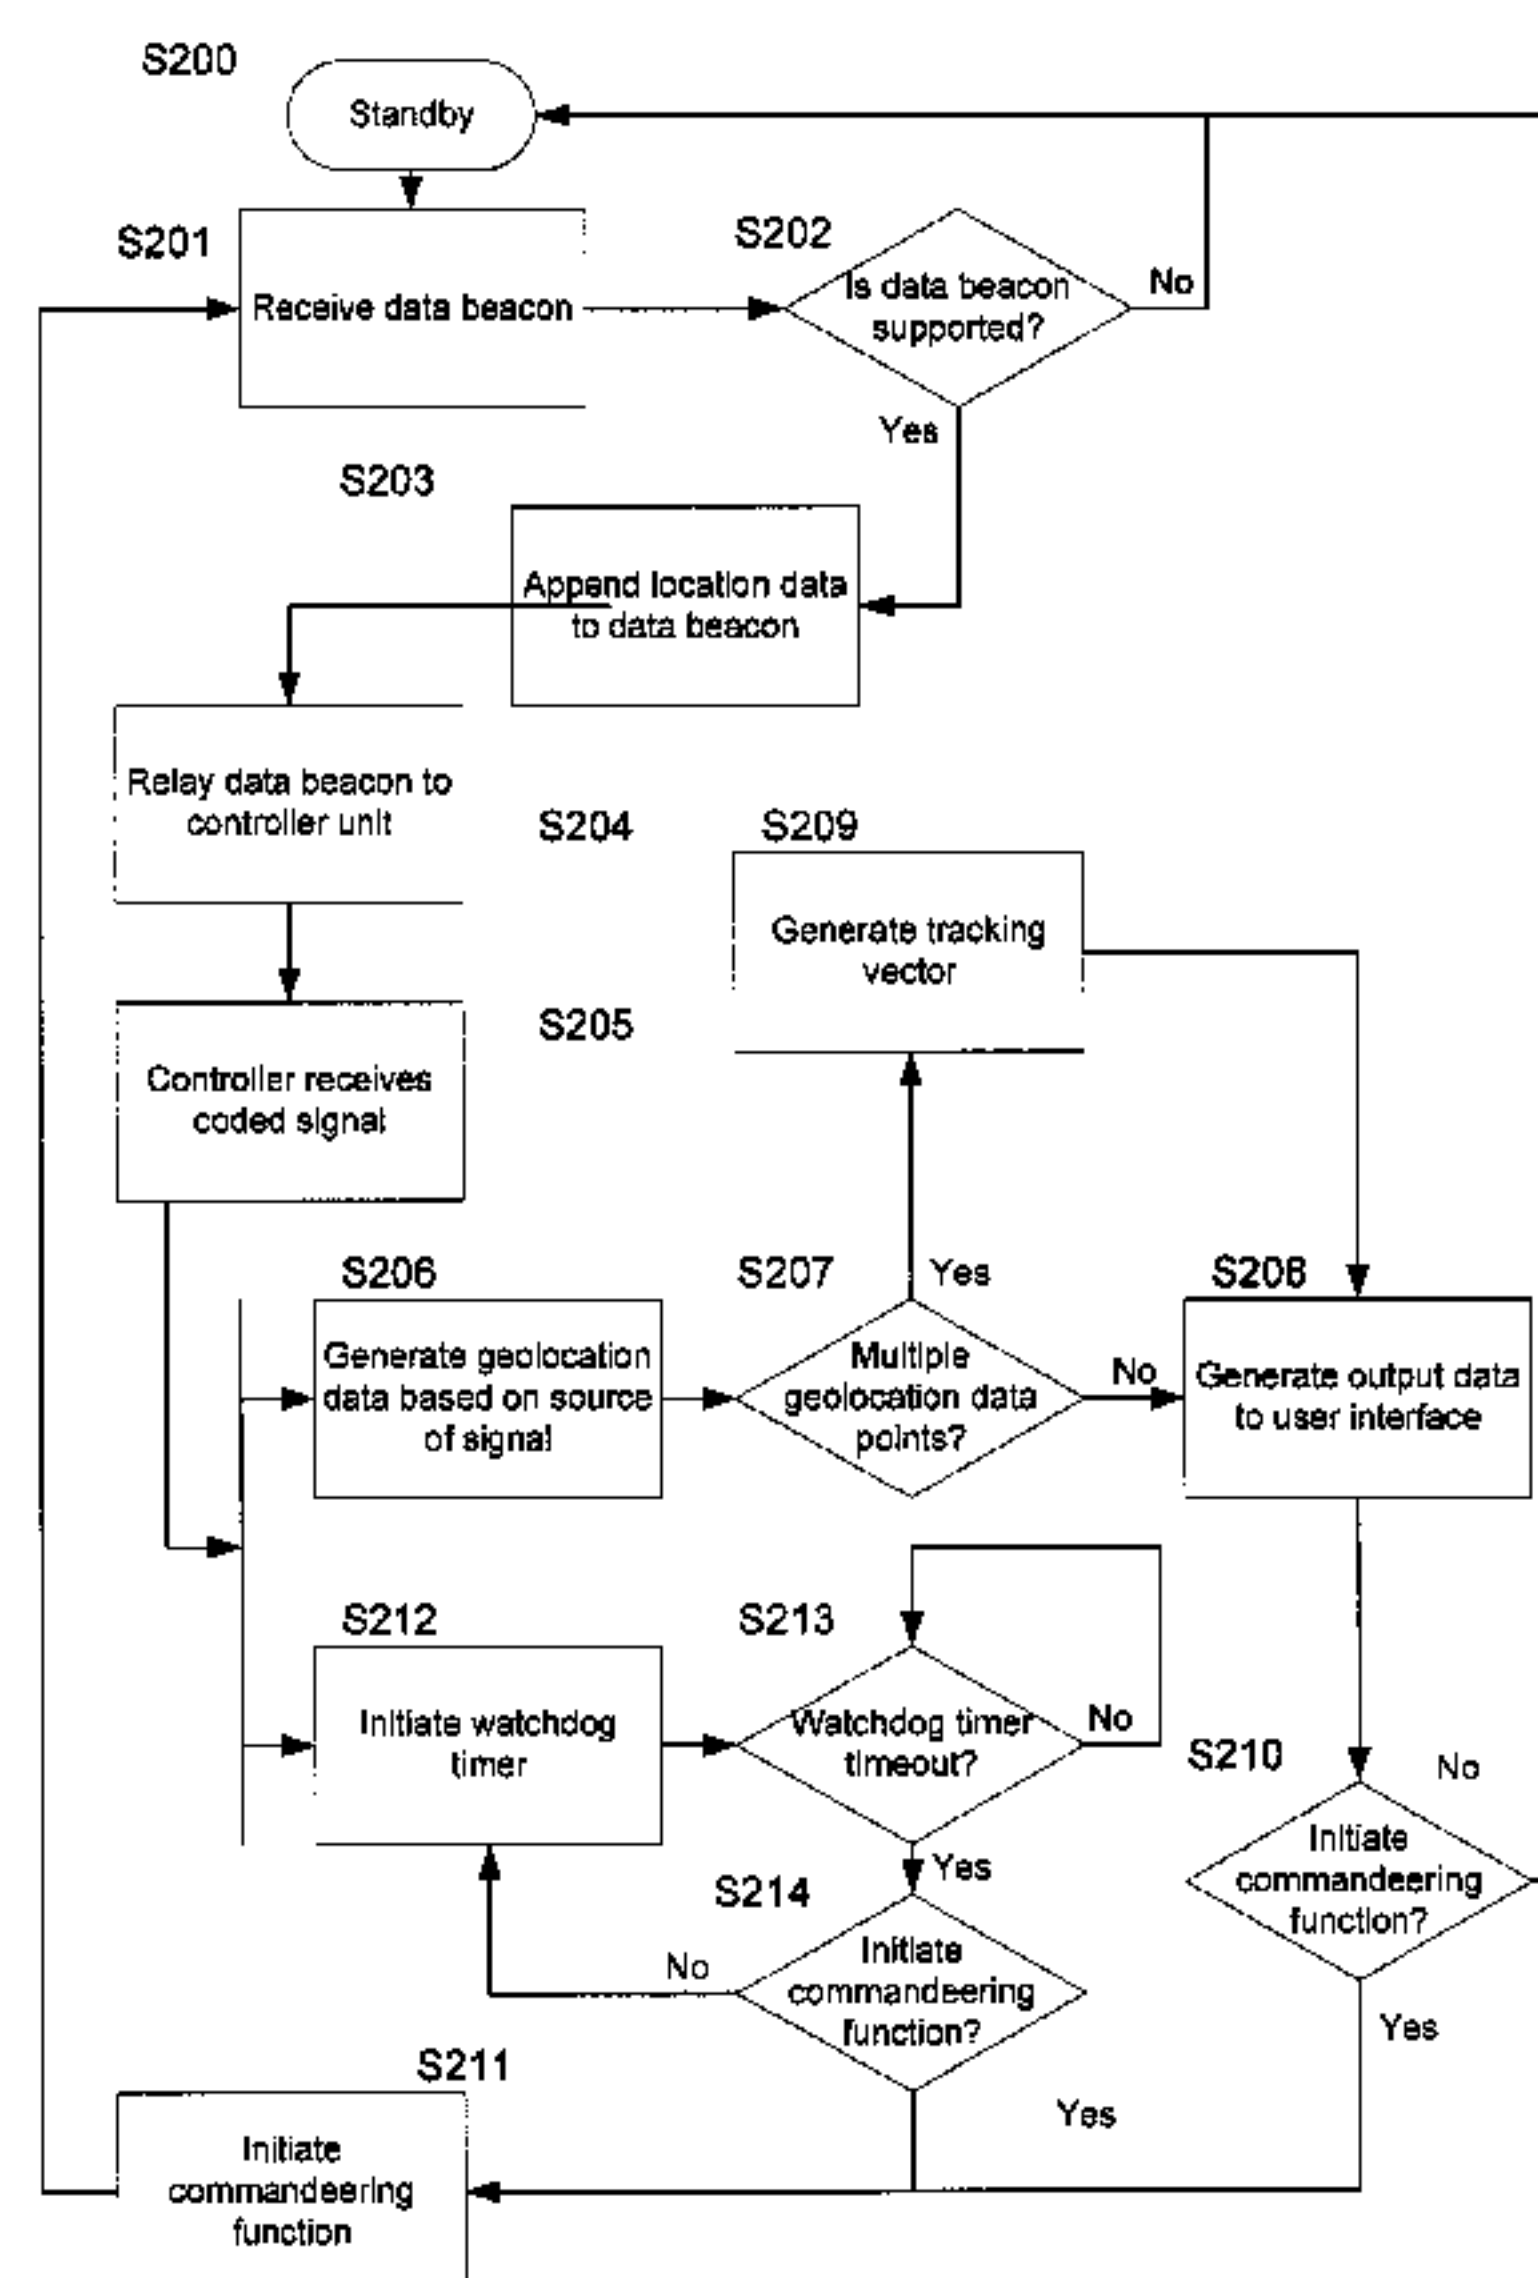 S200
Standby
S201
Receive data beacon
S202
Is data beacon
supported?
No
Yes
S203
Append location data
to data beacon
Relay data beacon to
controller unit
S204
S209
Generate tracking
vector
S205
Controller receives
coded signal
S206
Generate geolocation
data based on source
of signal
S207
Yes
Multiple
geolocation data
points?
No
S208
Generate output data
to user interface
S212
Initiate watchdog
timer
S213
Watchdog timer
timeout?
No
Yes
S210
No
Initiate
commandeering
function?
Yes
S214
Initiate
commandeering
function?
No
Yes
S211
Initiate
commandeering
function